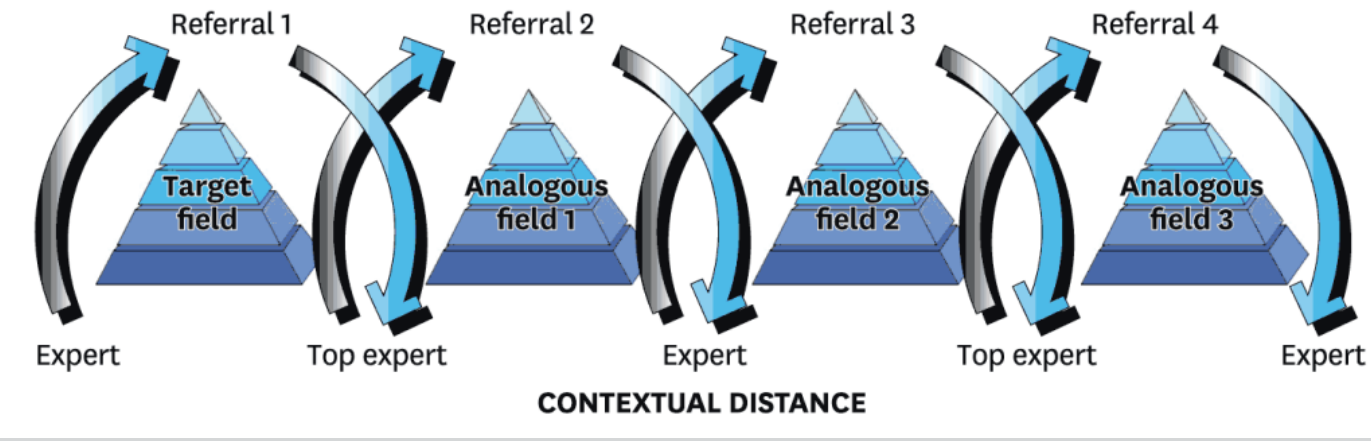 Referral 1
Referral 2
Referral 3
Referral 4
Target
field
Analogous
field 1
Analogous
field 2
Analogous
field 3
Expert
Top expert
Expert
Top expert
Expert
CONTEXTUAL DISTANCE